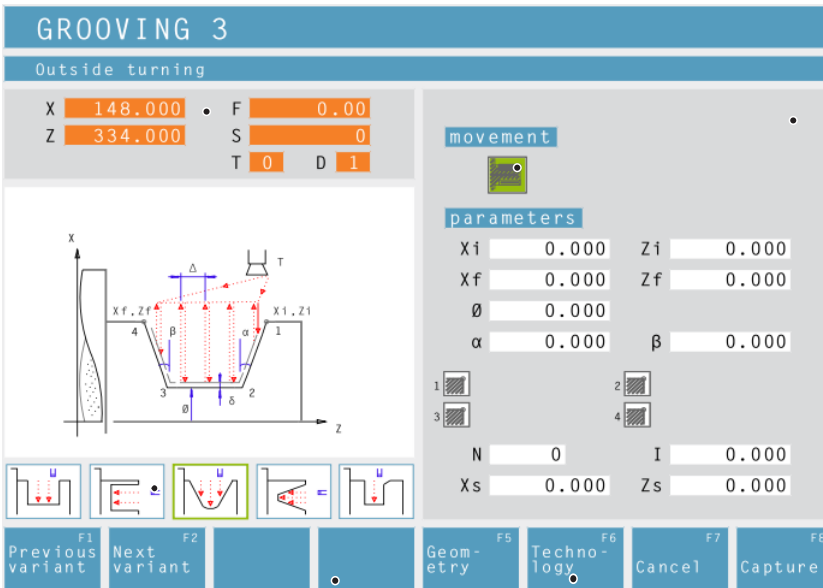 GROOVING 3
Outside turning
X 148.000 F 0.00
Z 334.000 S 0
T 0 D 1
movement
parameters
Xi 0.000 Zi 0.000
Xf 0.000 Zf 0.000
Ø 0.000
α 0.000 β 0.000
1 2
3 4
N 0 I 0.000
Xs 0.000 Zs 0.000
X
Δ T
Xf,Zf Xi,Zi
4 β α 1
3 2
Ø δ
Z
F1 F2 F5 F6 F7 F8
Previous Next Geom- Techno-
variant variant etry logy Cancel Capture